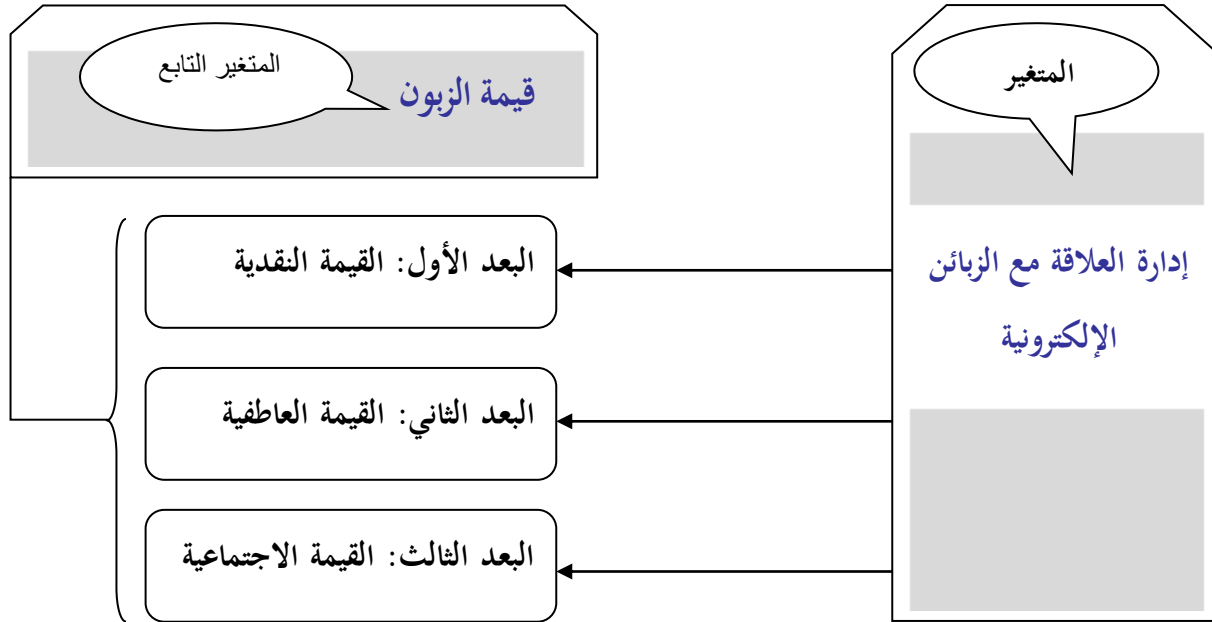 المتغير
إدارة العلاقة مع الزبائن
الإلكترونية
المتغير التابع
قيمة الزبون
البعد الأول: القيمة النقدية
البعد الثاني: القيمة العاطفية
البعد الثالث: القيمة الاجتماعية